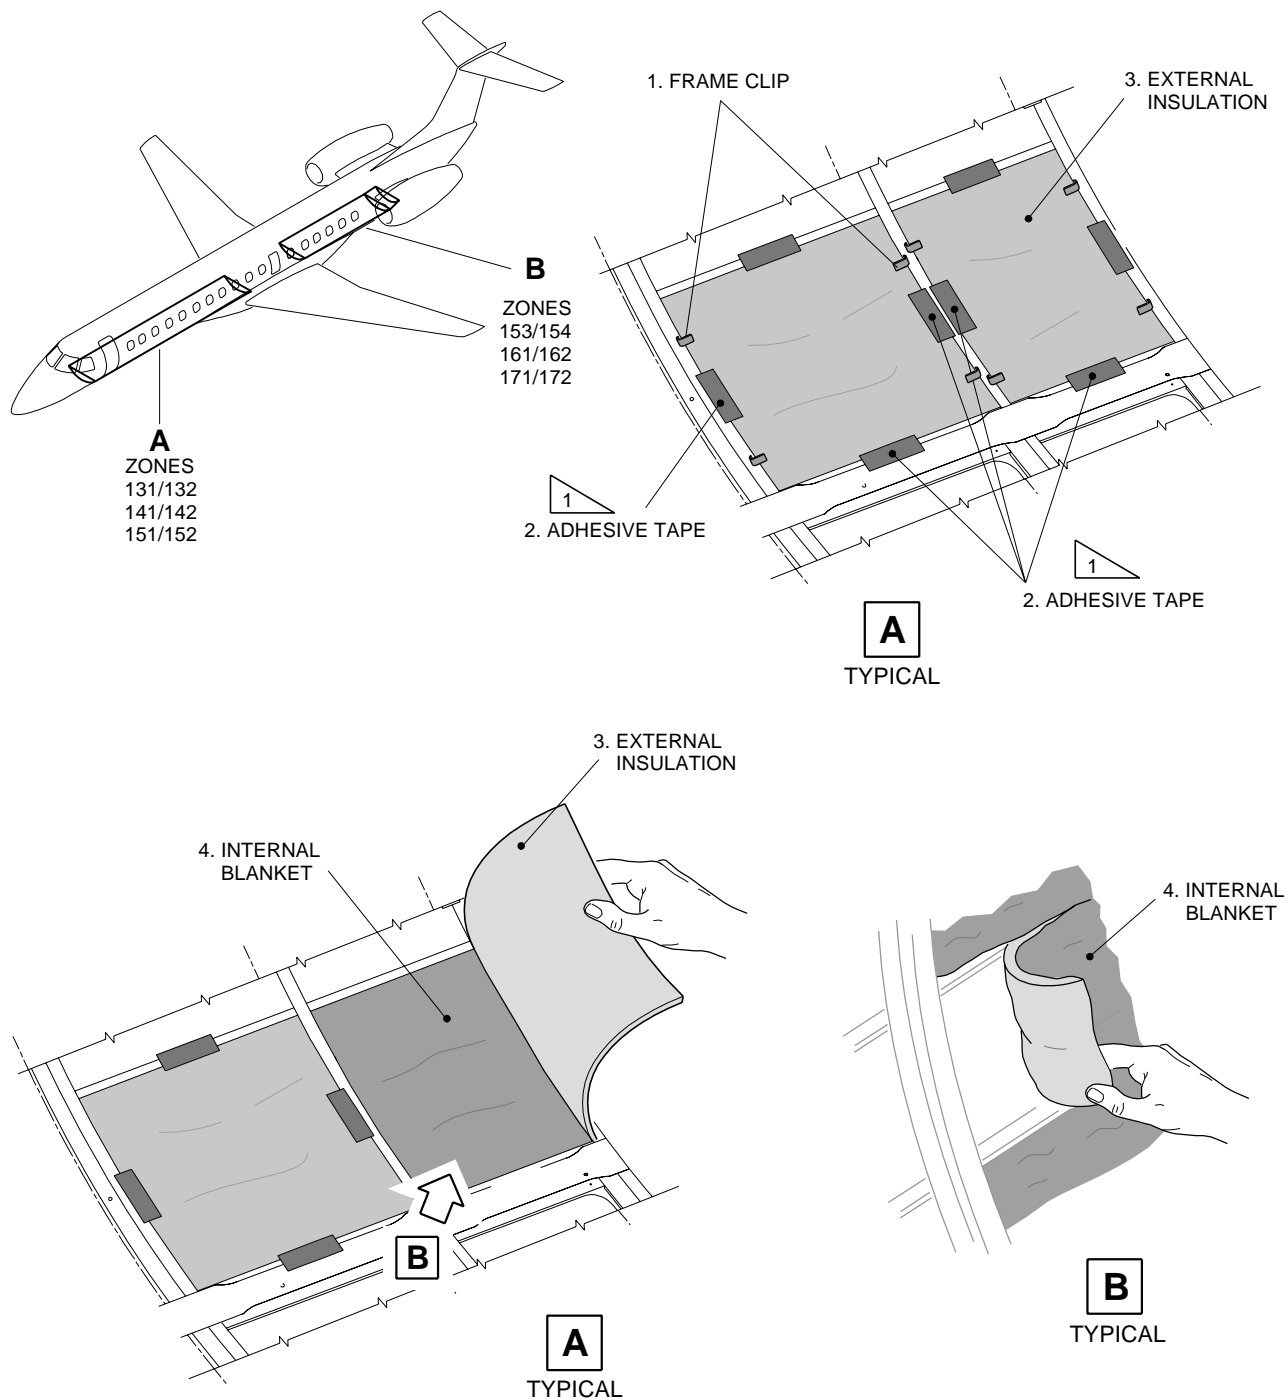 1. FRAME CLIP
3. EXTERNAL
INSULATION
B
ZONES
153/154
161/162
171/172
A
ZONES
131/132
141/142
151/152
1
2. ADHESIVE TAPE
1
2. ADHESIVE TAPE
A
TYPICAL
3. EXTERNAL
INSULATION
4. INTERNAL
BLANKET
4. INTERNAL
BLANKET
B
A
TYPICAL
B
TYPICAL